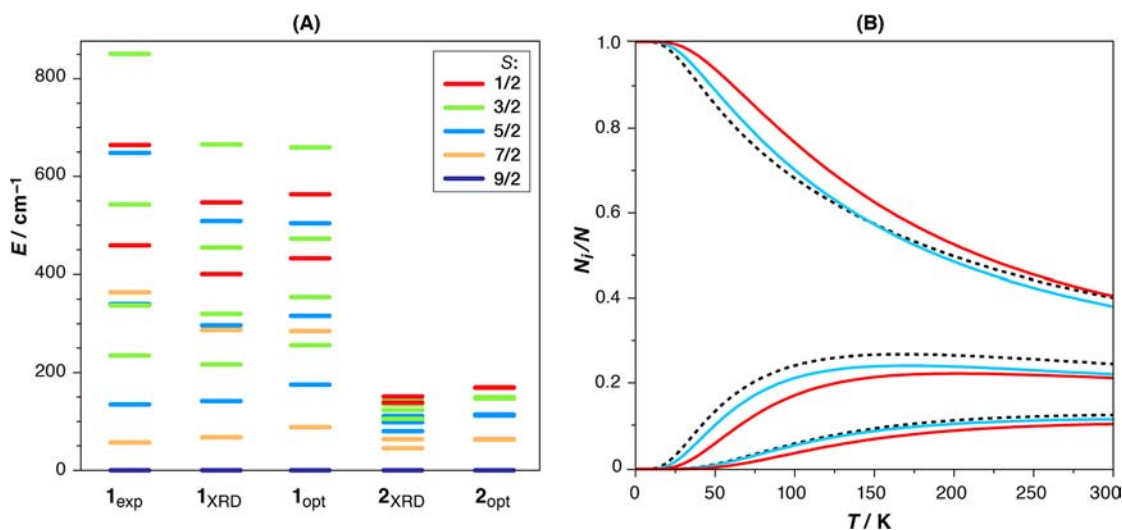 (A)
(B)
E / cm⁻¹
800
600
400
200
0
S:
1/2
3/2
5/2
7/2
9/2
1exp
1XRD
1opt
2XRD
2opt
Nᵢ/N
1.0
0.8
0.6
0.4
0.2
0
0
50
100
150
200
250
300
T / K